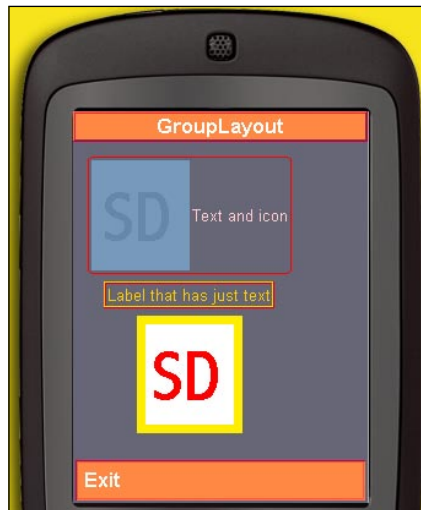 GroupLayout
SD
Text and icon
Label that has just text
SD
Exit